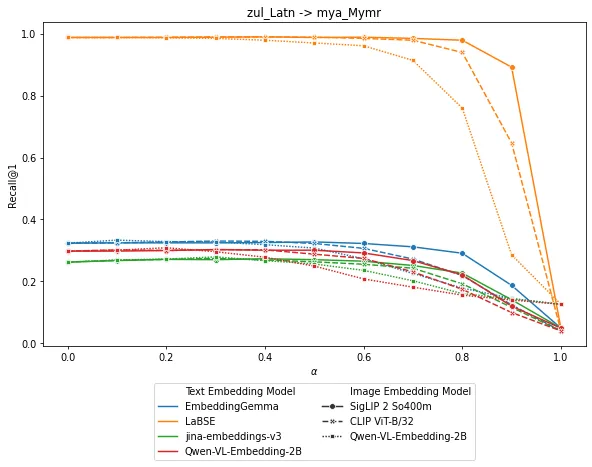 zul_Latn -> mya_Mymr
1.0
0.8
0.6
0.4
0.2
0.0
Recall@1
0.0 0.2 0.4 0.6 0.8 1.0
α
Text Embedding Model Image Embedding Model
EmbeddingGemma SigLIP 2 So400m
LaBSE CLIP ViT-B/32
jina-embeddings-v3 Qwen-VL-Embedding-2B
Qwen-VL-Embedding-2B